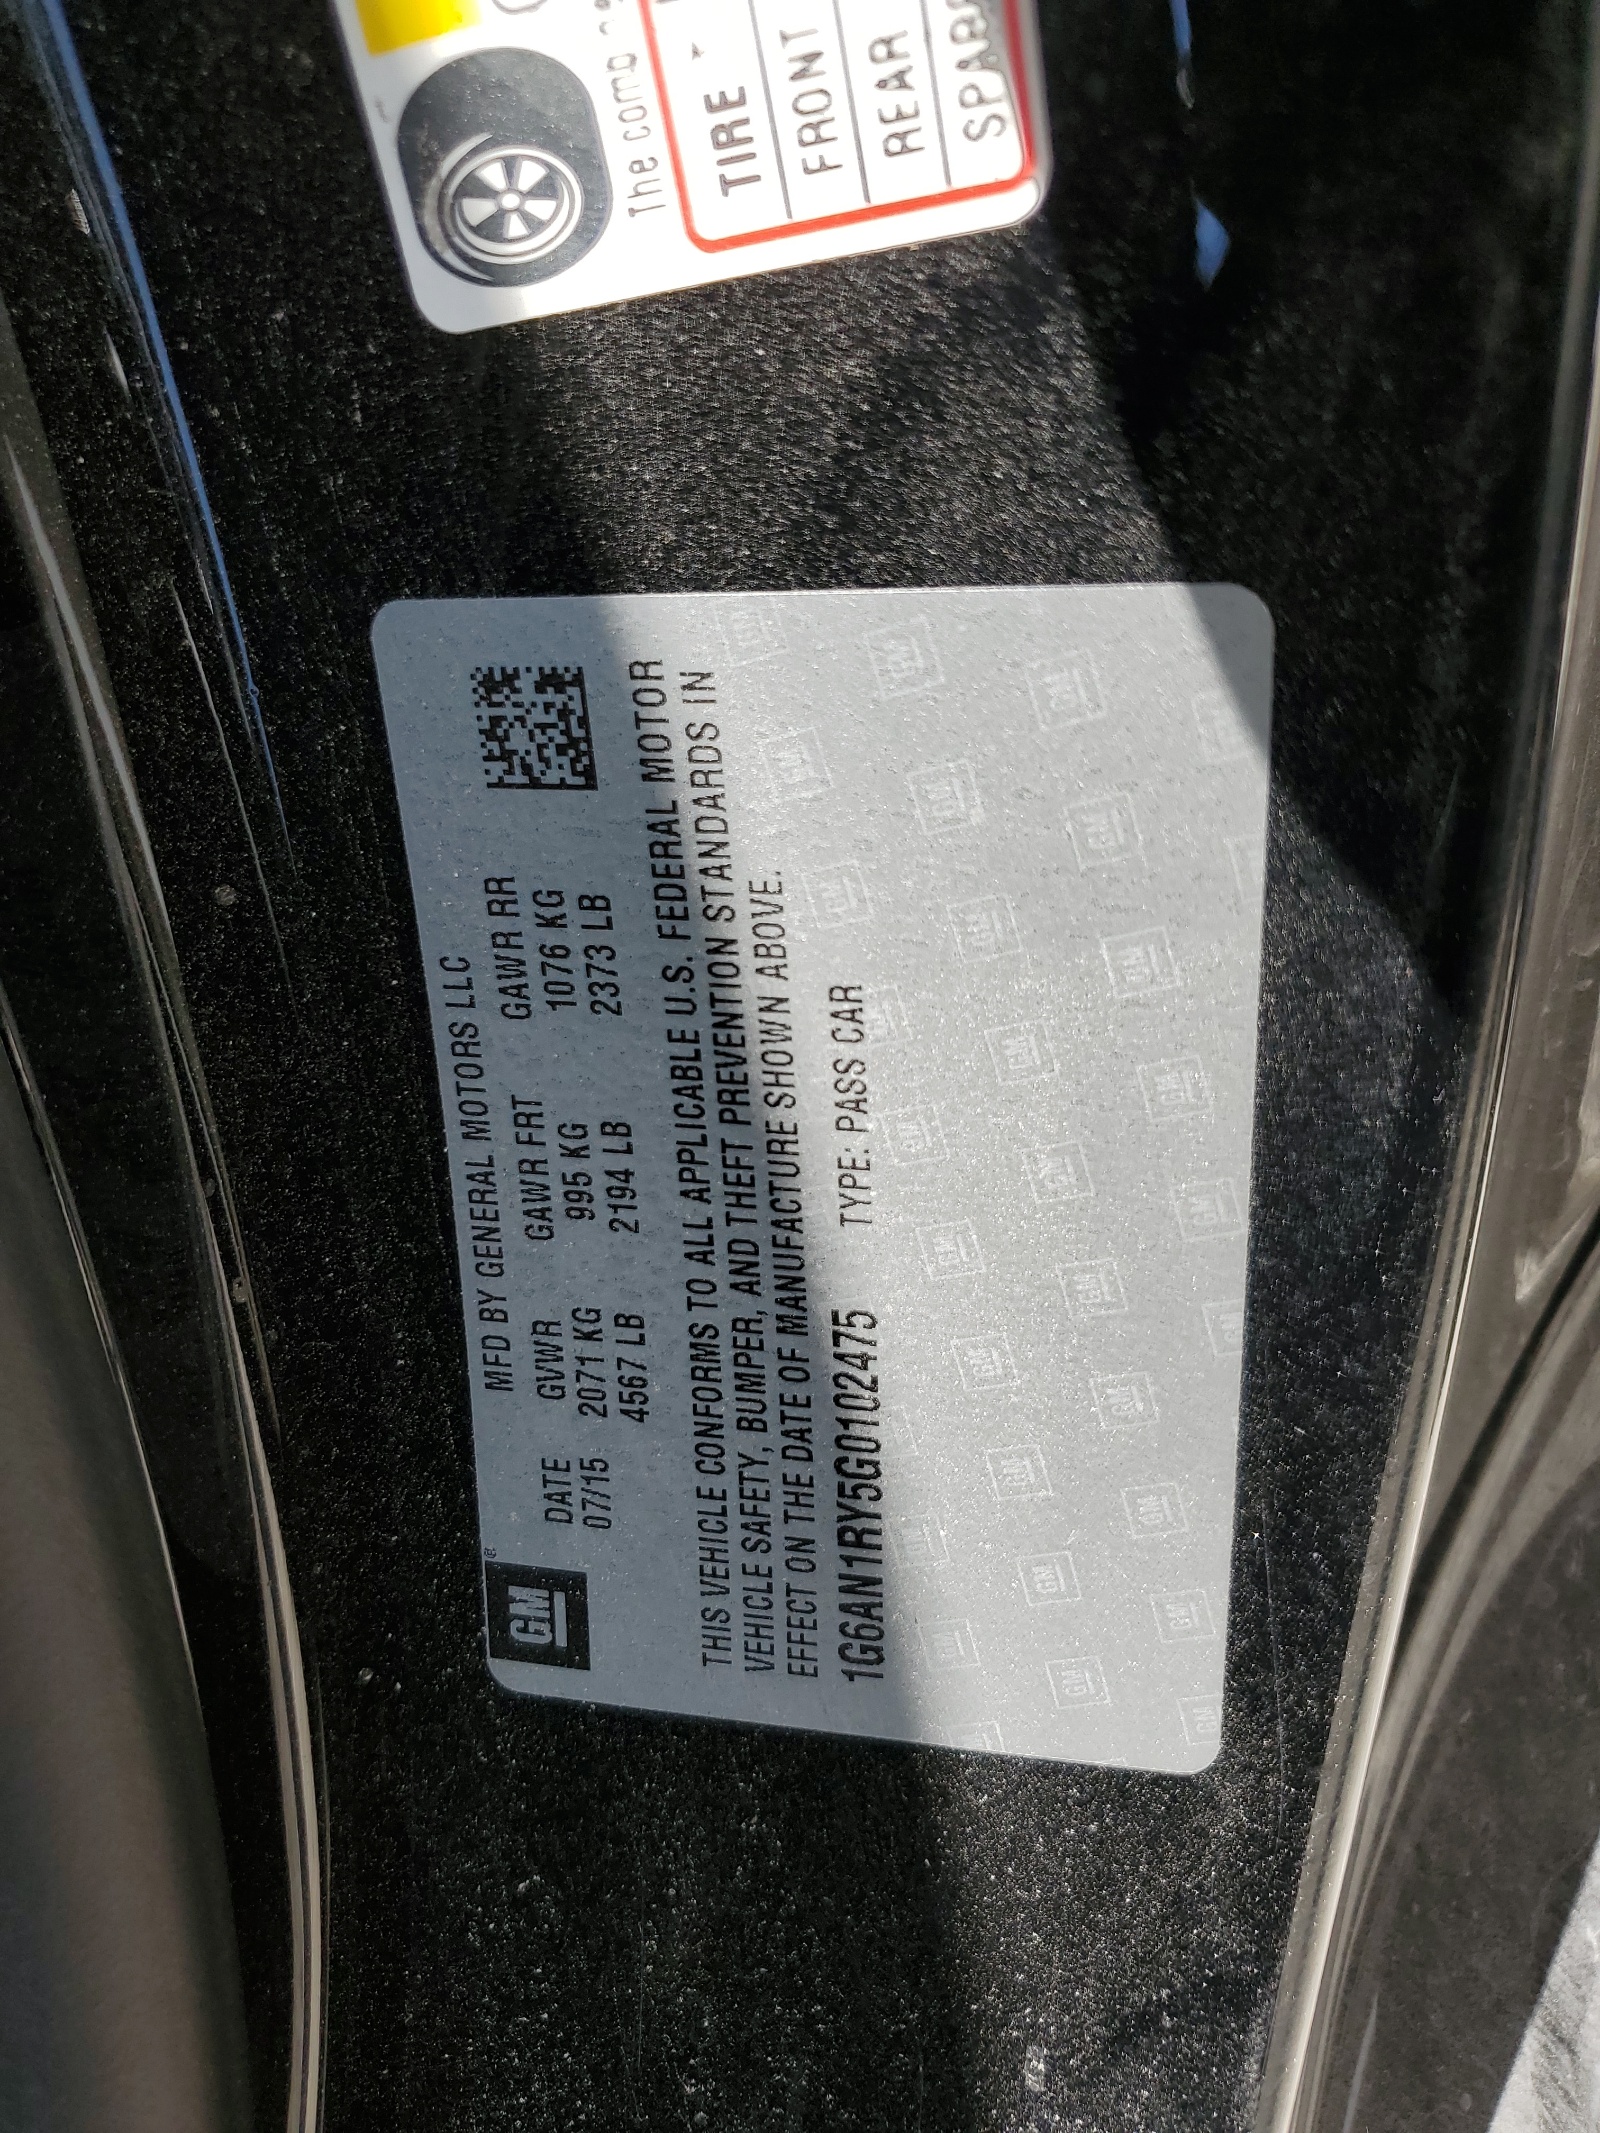 The comb
TIRE
FRONT
REAR
SPARE
GM
MFD BY GENERAL MOTORS LLC
DATE GVWR GAWR FRT GAWR RR
07/15 2071 KG 995 KG 1076 KG
4567 LB 2194 LB 2373 LB
THIS VEHICLE CONFORMS TO ALL APPLICABLE U.S. FEDERAL MOTOR
VEHICLE SAFETY, BUMPER, AND THEFT PREVENTION STANDARDS IN
EFFECT ON THE DATE OF MANUFACTURE SHOWN ABOVE.
1G6AN1RY5G0102475 TYPE: PASS CAR